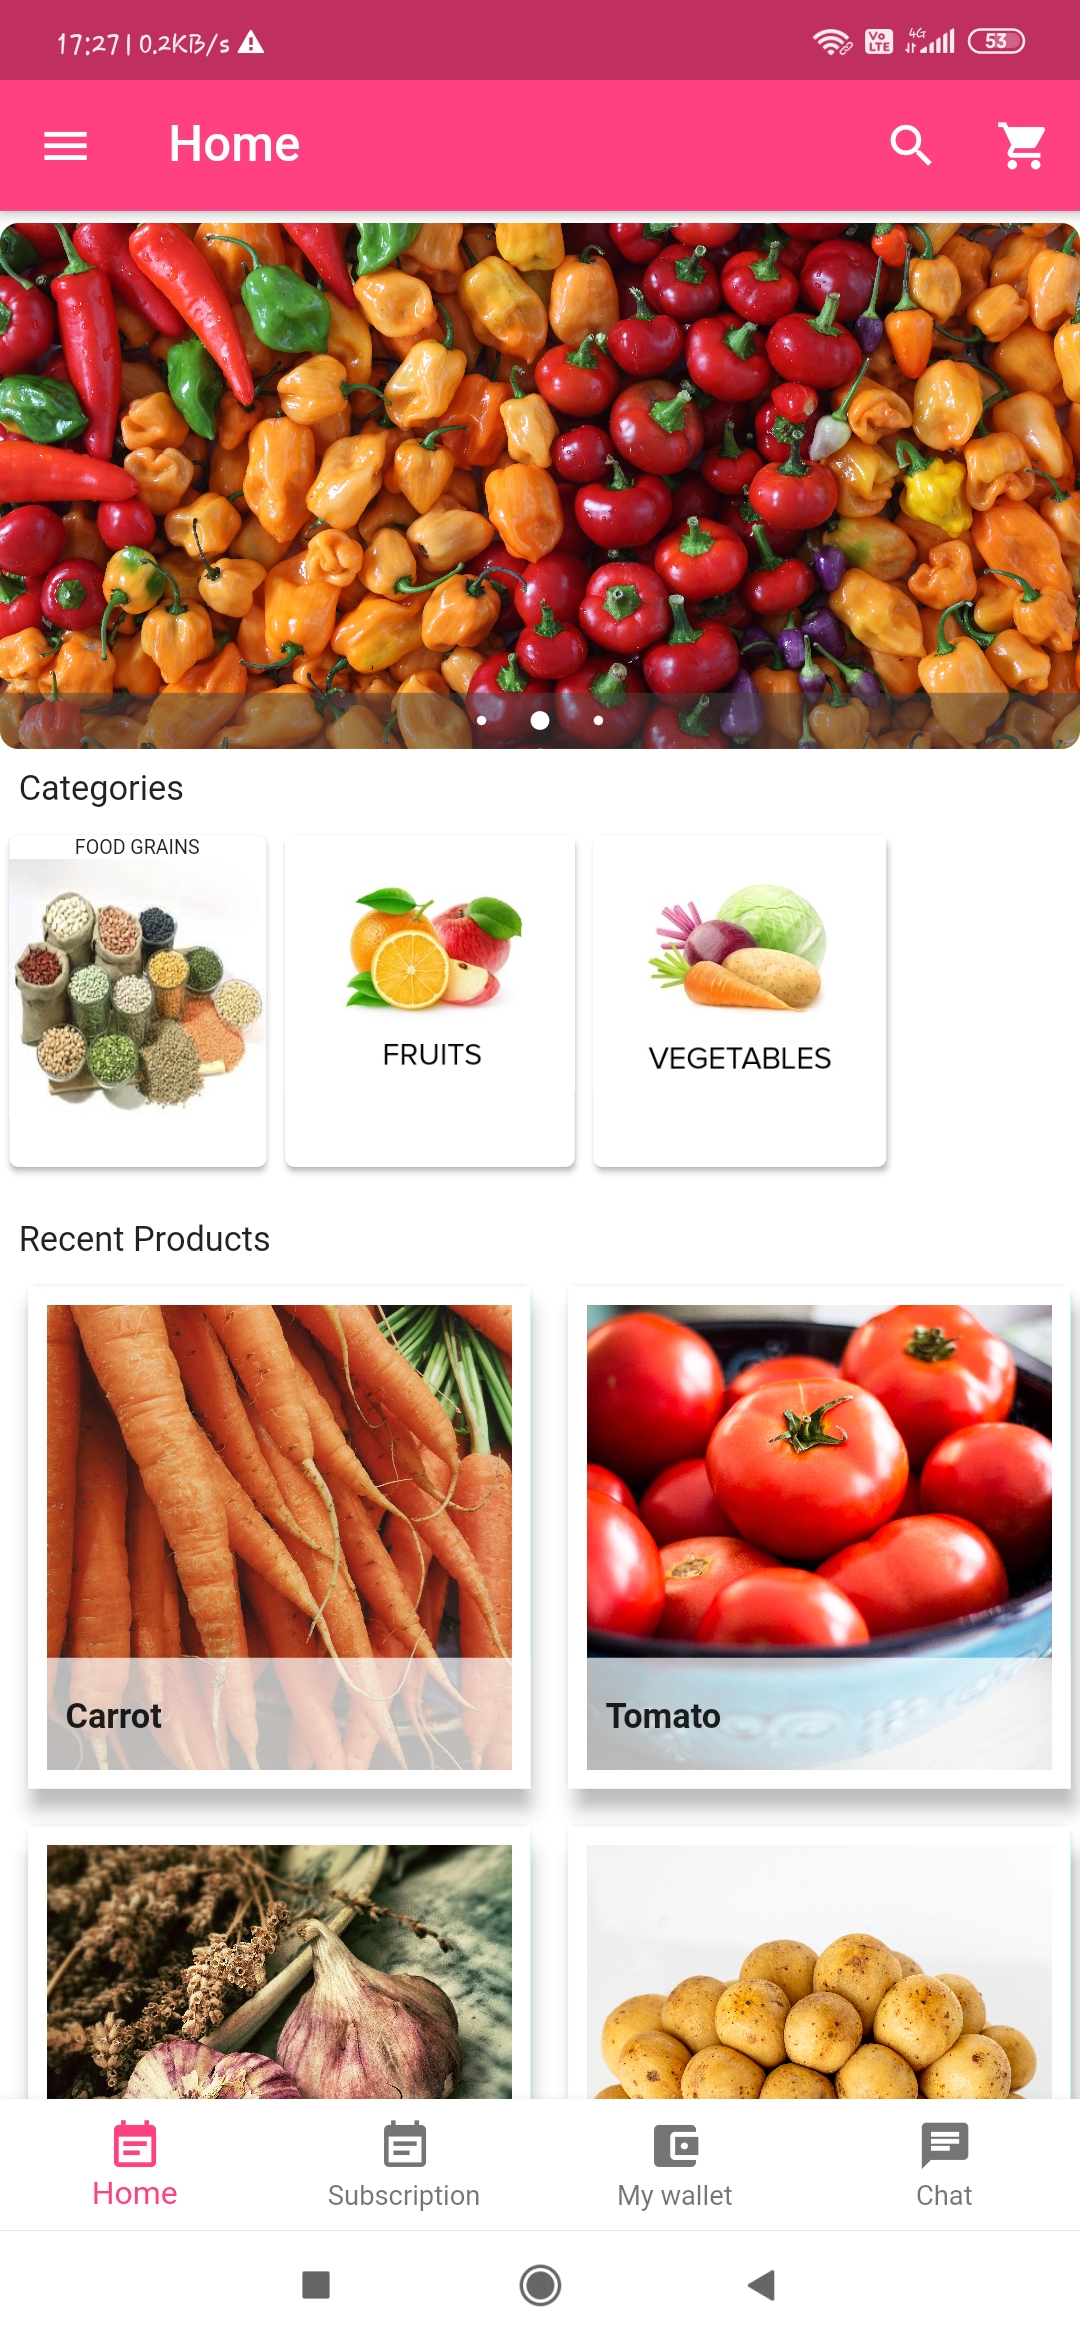 17:27 | 0.2KB/s
Vo LTE 4G 53
Home
Categories
FOOD GRAINS
FRUITS
VEGETABLES
Recent Products
Carrot
Tomato
Home
Subscription
My wallet
Chat